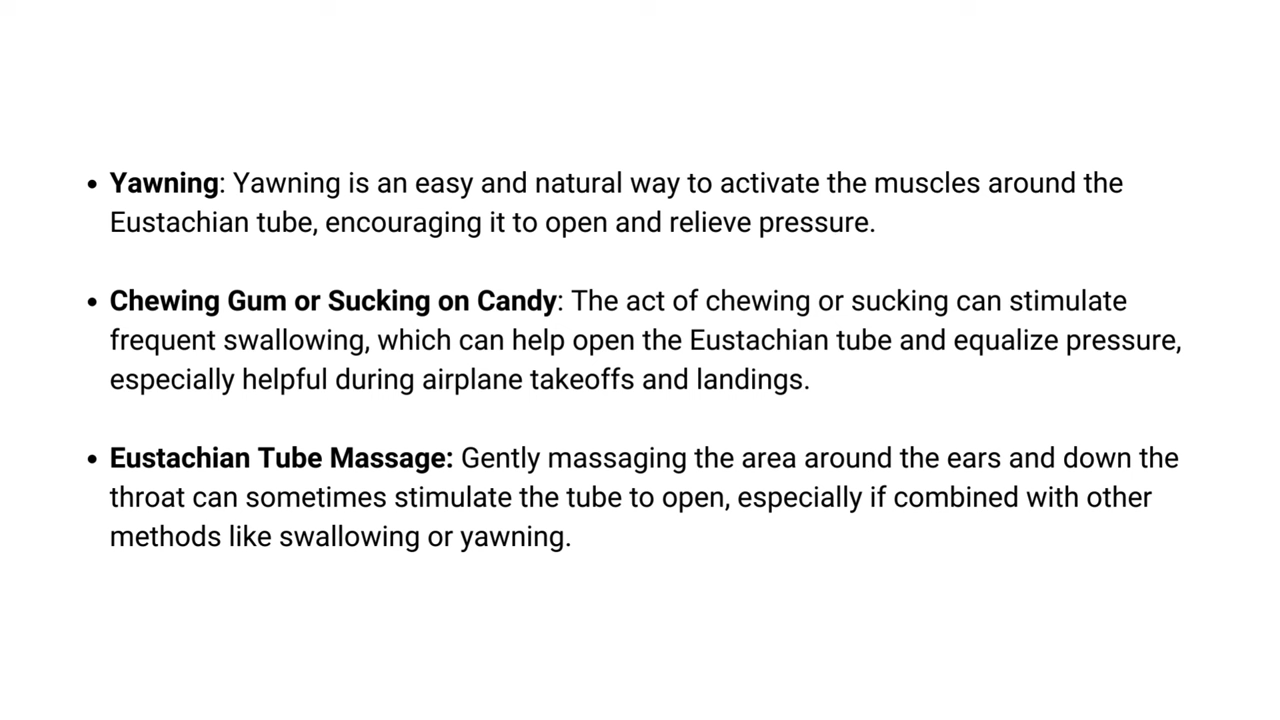 • Yawning: Yawning is an easy and natural way to activate the muscles around the
Eustachian tube, encouraging it to open and relieve pressure.
• Chewing Gum or Sucking on Candy: The act of chewing or sucking can stimulate
frequent swallowing, which can help open the Eustachian tube and equalize pressure,
especially helpful during airplane takeoffs and landings.
• Eustachian Tube Massage: Gently massaging the area around the ears and down the
throat can sometimes stimulate the tube to open, especially if combined with other
methods like swallowing or yawning.